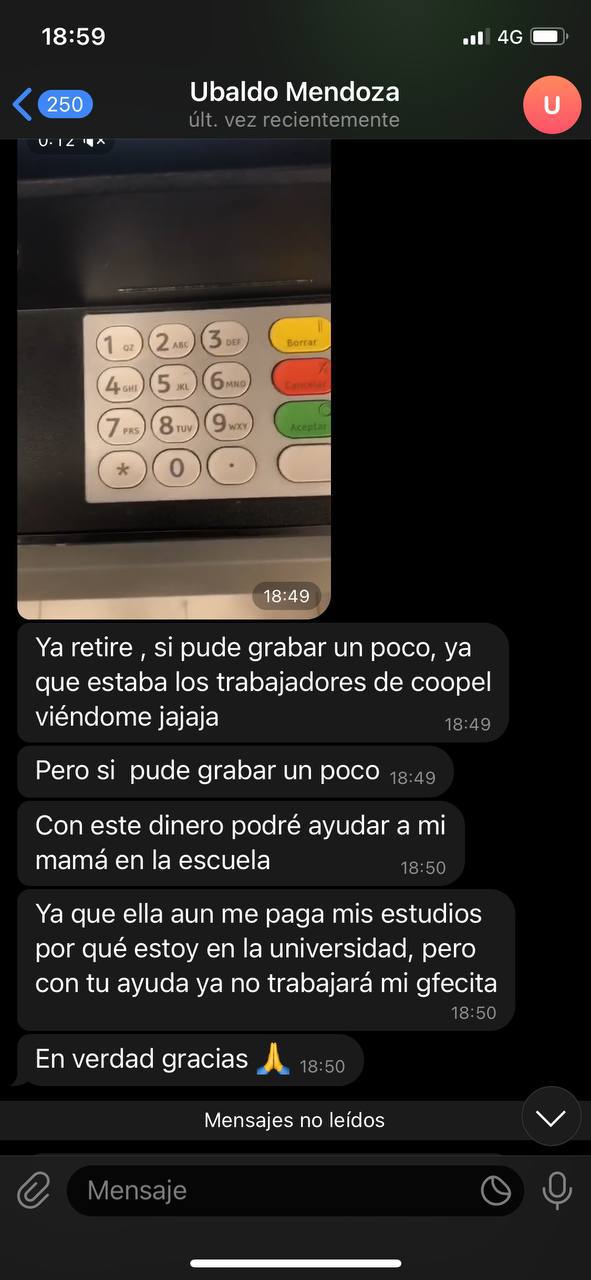 18:59
4G
250
Ubaldo Mendoza
últ. vez recientemente
U
0:12
1 QZ 2 ABC 3 DEF Borrar
4 GHI 5 JKL 6 MNO Cancelar
7 PRS 8 TUV 9 WXY Aceptar
* 0 .
18:49
Ya retire , si pude grabar un poco, ya
que estaba los trabajadores de coopel
viéndome jajaja
18:49
Pero si pude grabar un poco 18:49
Con este dinero podré ayudar a mi
mamá en la escuela
18:50
Ya que ella aun me paga mis estudios
por qué estoy en la universidad, pero
con tu ayuda ya no trabajará mi gfecita
18:50
En verdad gracias 🙏 18:50
Mensajes no leídos
Mensaje